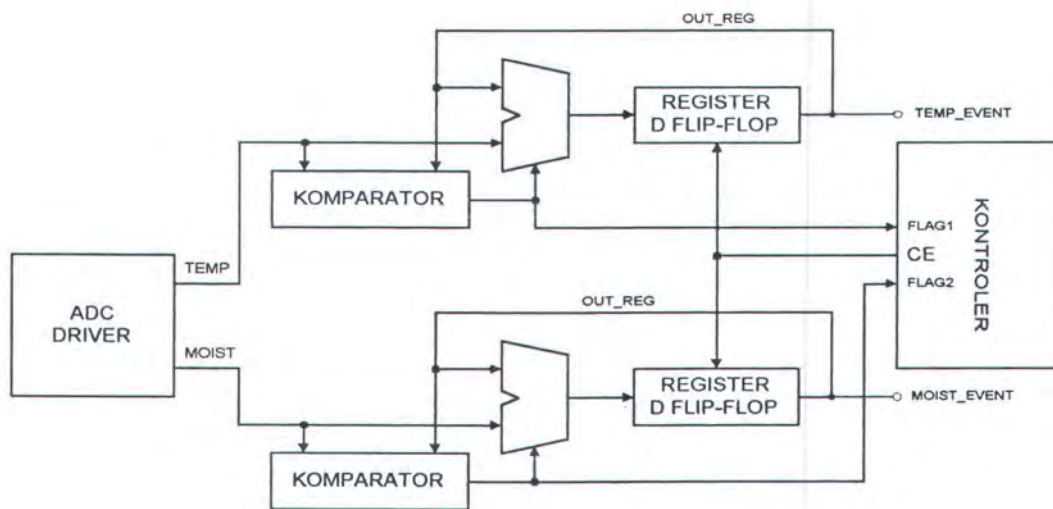 OUT_REG
REGISTER
D FLIP-FLOP
TEMP_EVENT
KOMPARATOR
FLAG1
CE
FLAG2
KONTROLER
TEMP
ADC
DRIVER
MOIST
OUT_REG
REGISTER
D FLIP-FLOP
MOIST_EVENT
KOMPARATOR